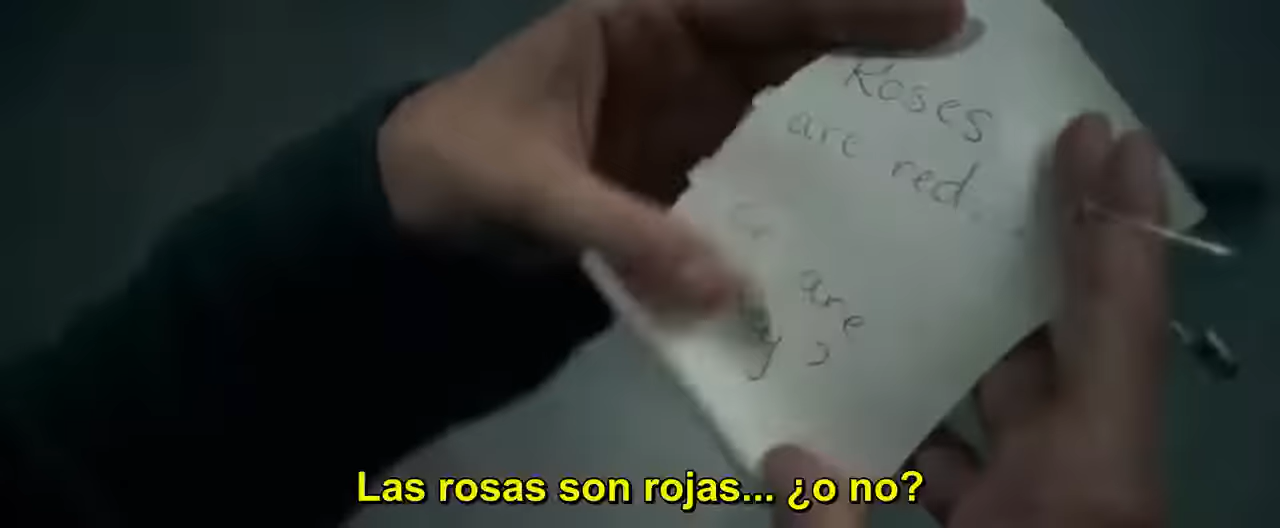 Roses
are red..
are
Las rosas son rojas... ¿o no?